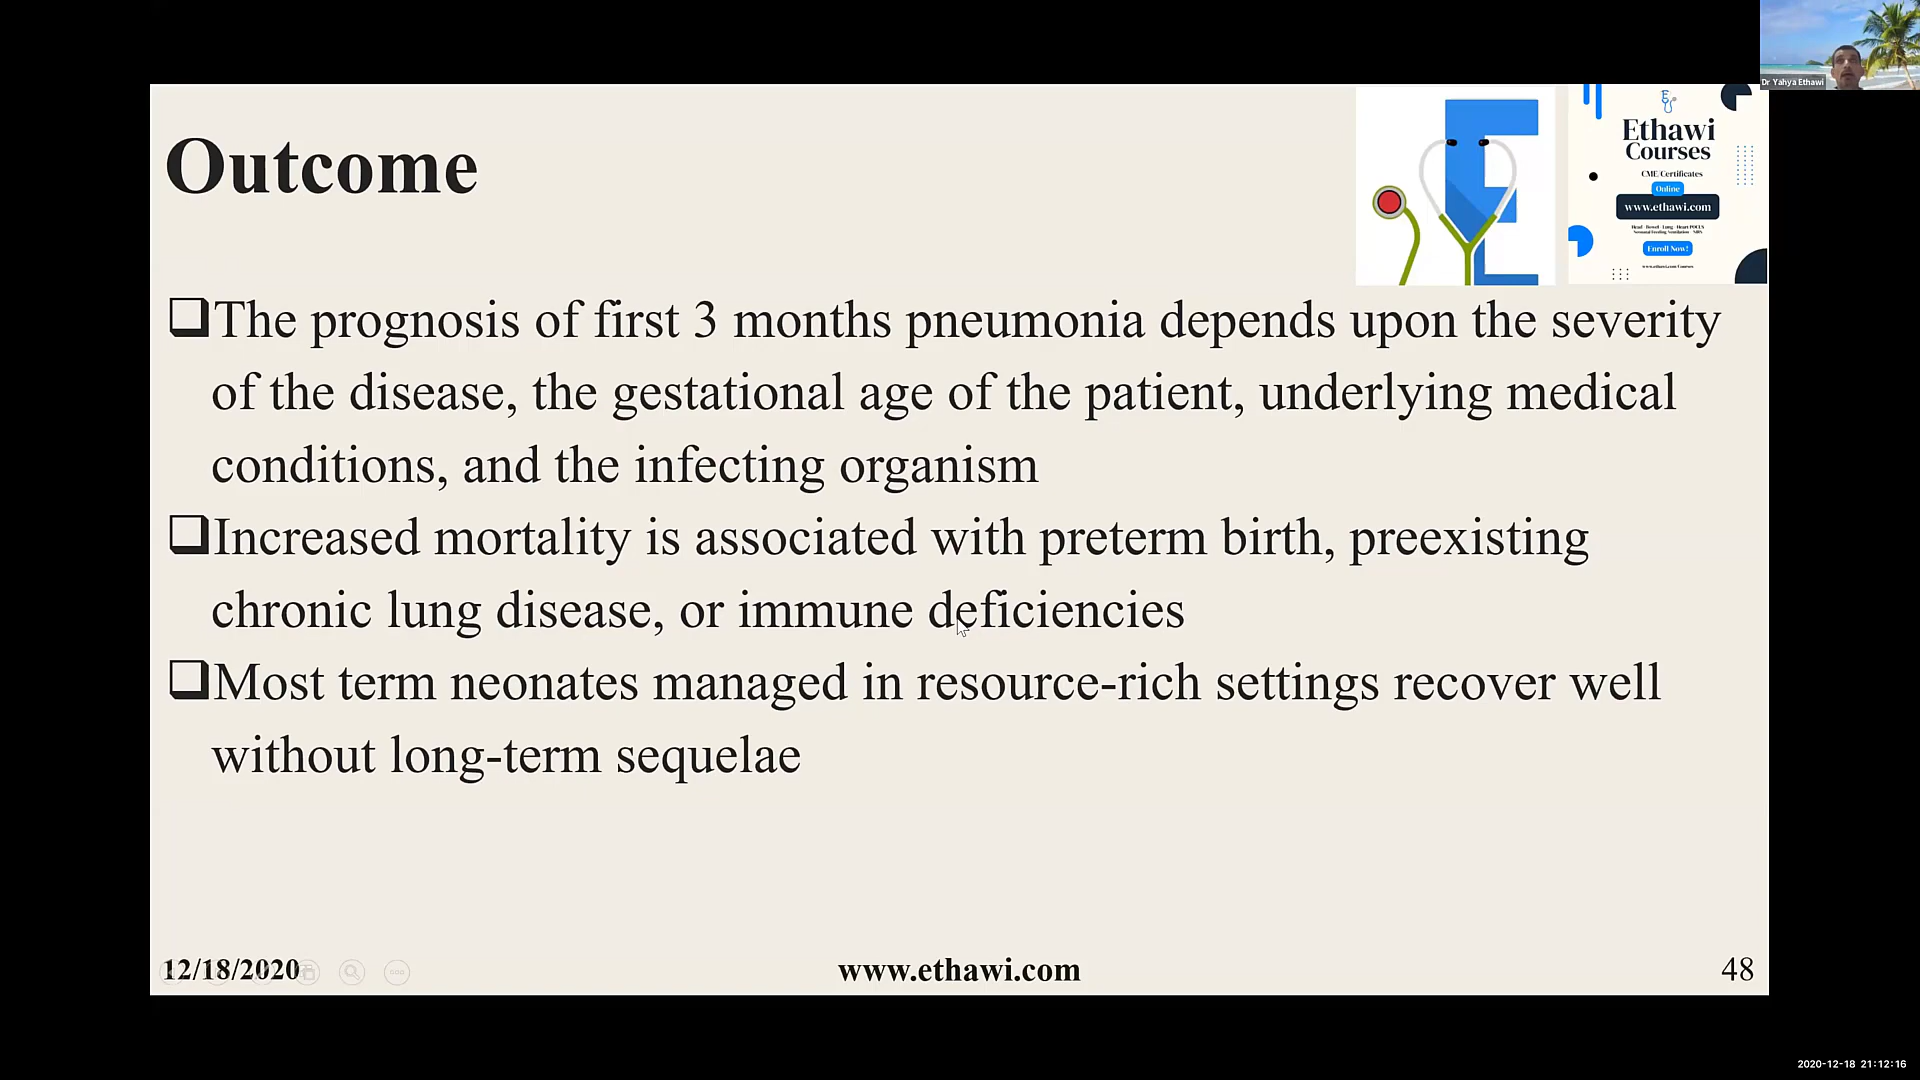 Dr Yahya Ethawi
Outcome
Ethawi
Courses
CME Certificates
Online
www.ethawi.com
Head Bowel Lung Heart POCUS
Neonatal Feeding Ventilation NIPS
Enroll Now!
www.ethawi.com/Courses
The prognosis of first 3 months pneumonia depends upon the severity
of the disease, the gestational age of the patient, underlying medical
conditions, and the infecting organism
Increased mortality is associated with preterm birth, preexisting
chronic lung disease, or immune deficiencies
Most term neonates managed in resource-rich settings recover well
without long-term sequelae
12/18/2020
www.ethawi.com
48
2020-12-18 21:12:16